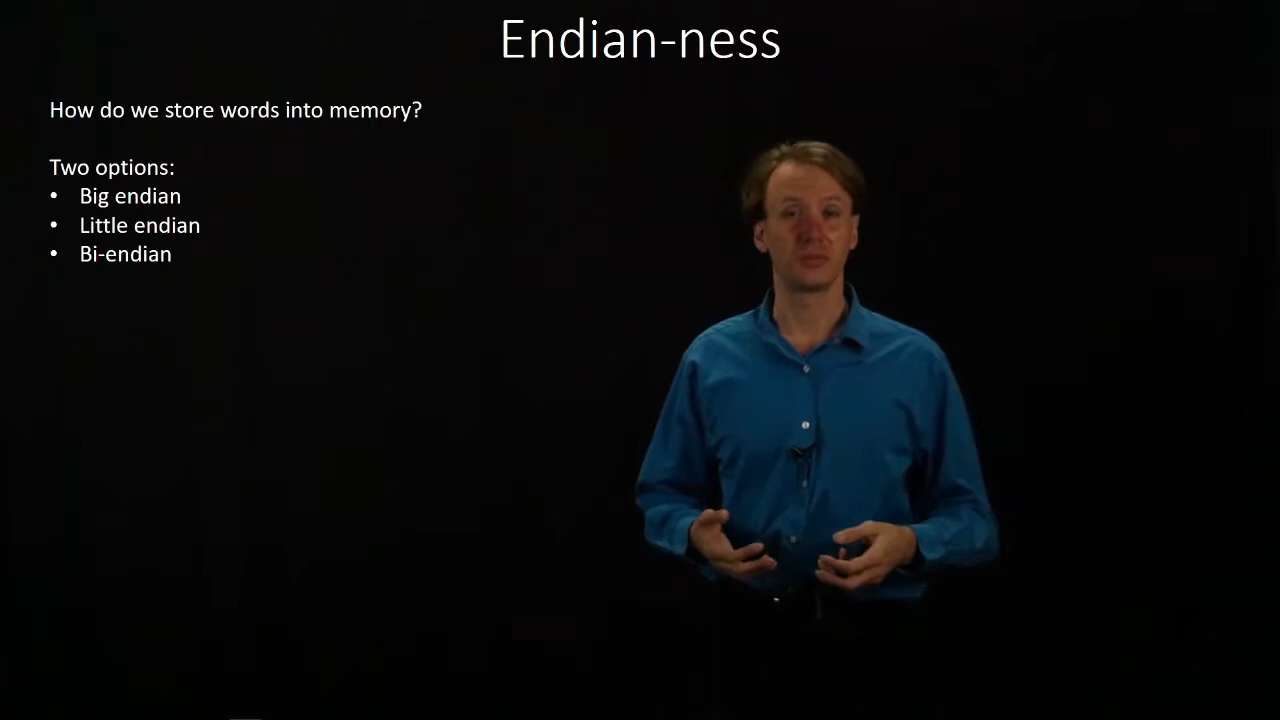 Endian-ness
How do we store words into memory?
Two options:
• Big endian
• Little endian
• Bi-endian